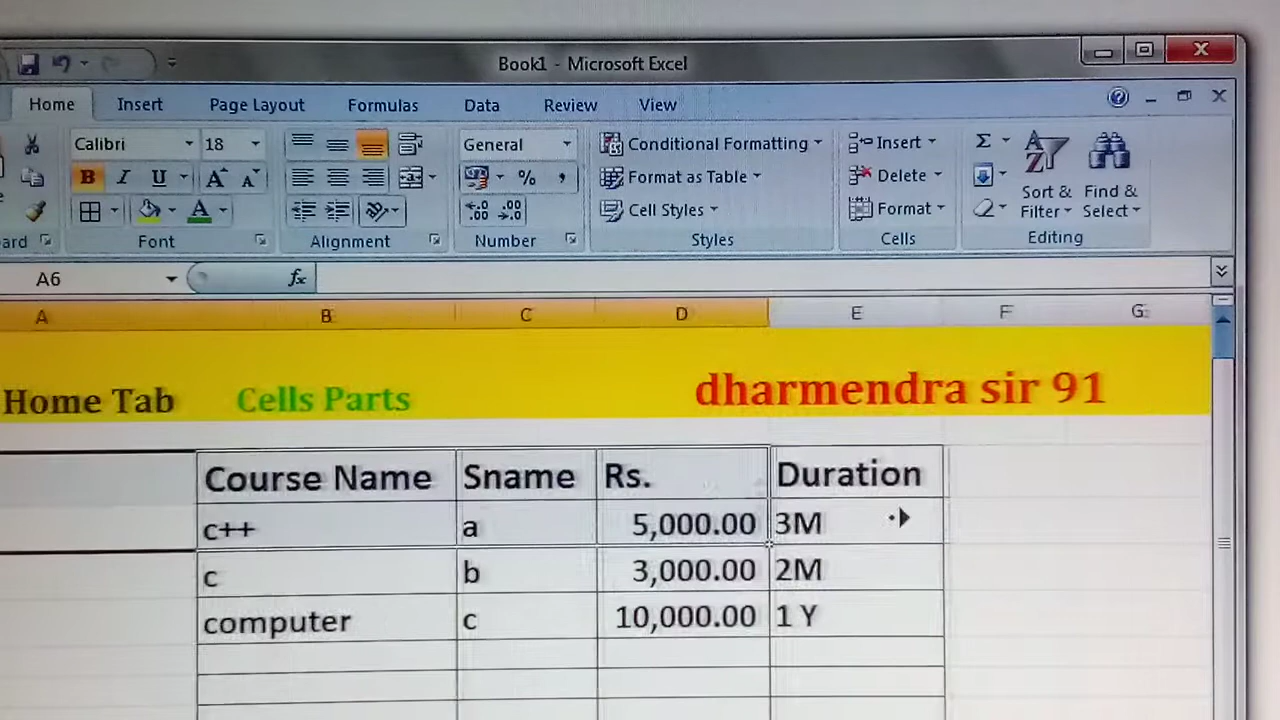 Book1 - Microsoft Excel
Home Insert Page Layout Formulas Data Review View
Calibri 18 General Conditional Formatting Insert Σ
B I U A A % , Format as Table Delete Sort & Find &
A Cell Styles Format Filter Select
ard Font Alignment Number Styles Cells Editing
A6 fx
A B C D E F G
Home Tab Cells Parts dharmendra sir 91
Course Name Sname Rs. Duration
c++ a 5,000.00 3M
c b 3,000.00 2M
computer c 10,000.00 1 Y